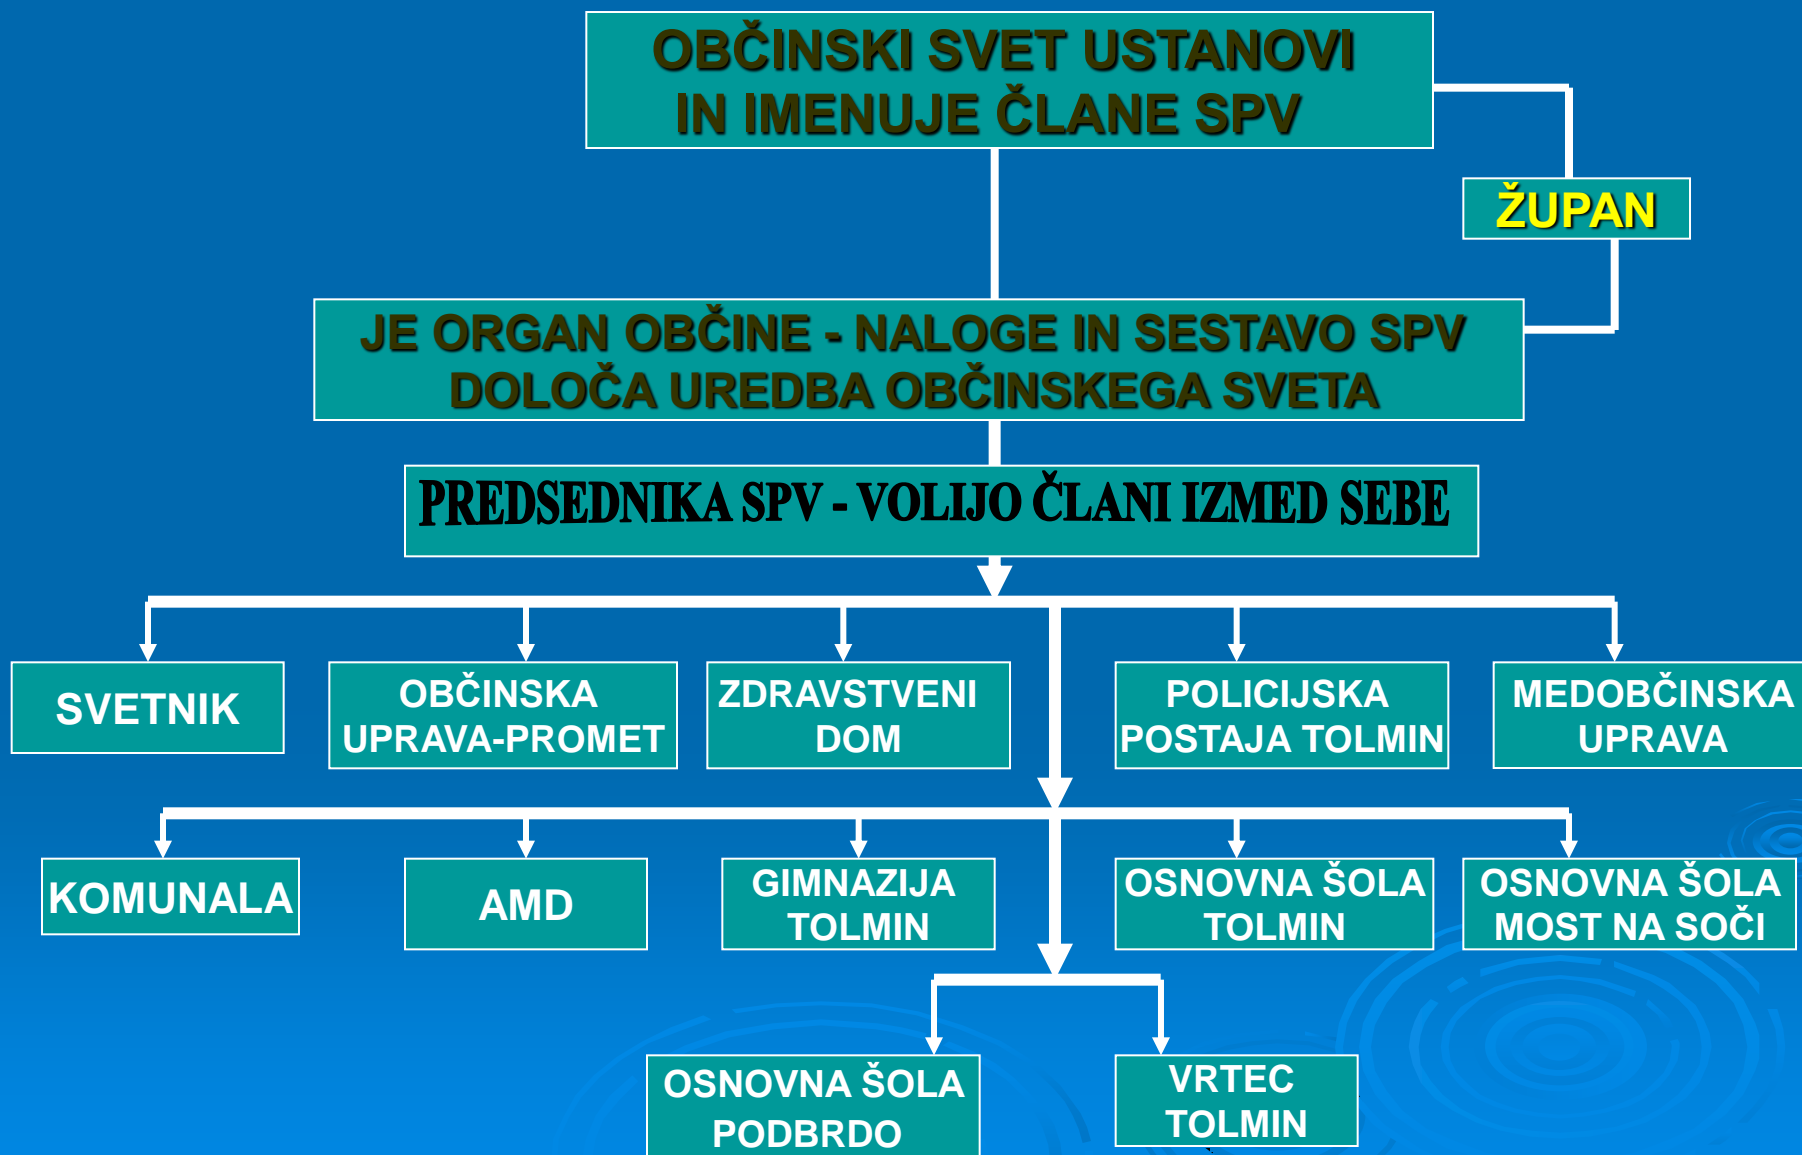 OBČINSKI SVET USTANOVI
IN IMENUJE ČLANE SPV
ŽUPAN
JE ORGAN OBČINE - NALOGE IN SESTAVO SPV
DOLOČA UREDBA OBČINSKEGA SVETA
PREDSEDNIKA SPV - VOLIJO ČLANI IZMED SEBE
SVETNIK
OBČINSKA
UPRAVA-PROMET
ZDRAVSTVENI
DOM
POLICIJSKA
POSTAJA TOLMIN
MEDOBČINSKA
UPRAVA
KOMUNALA
AMD
GIMNAZIJA
TOLMIN
OSNOVNA ŠOLA
TOLMIN
OSNOVNA ŠOLA
MOST NA SOČI
OSNOVNA ŠOLA
PODBRDO
VRTEC
TOLMIN